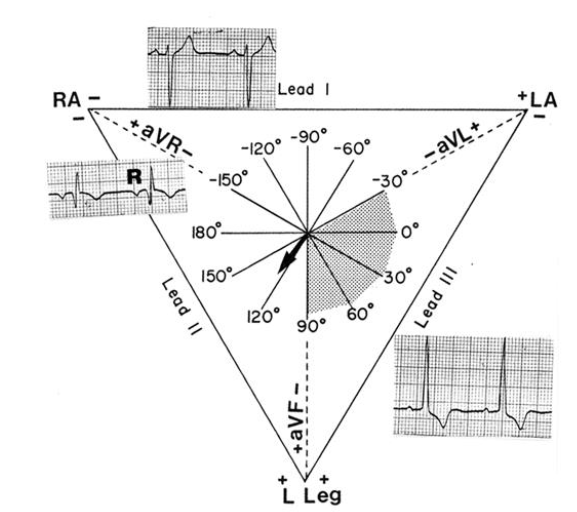 Lead I
RA –
+ LA
–
–
+aVR–
–aVL+
R
-90°
-120°
-60°
-150°
-30°
180°
0°
150°
30°
120°
60°
90°
Lead II
Lead III
+aVF –
+ +
L Leg